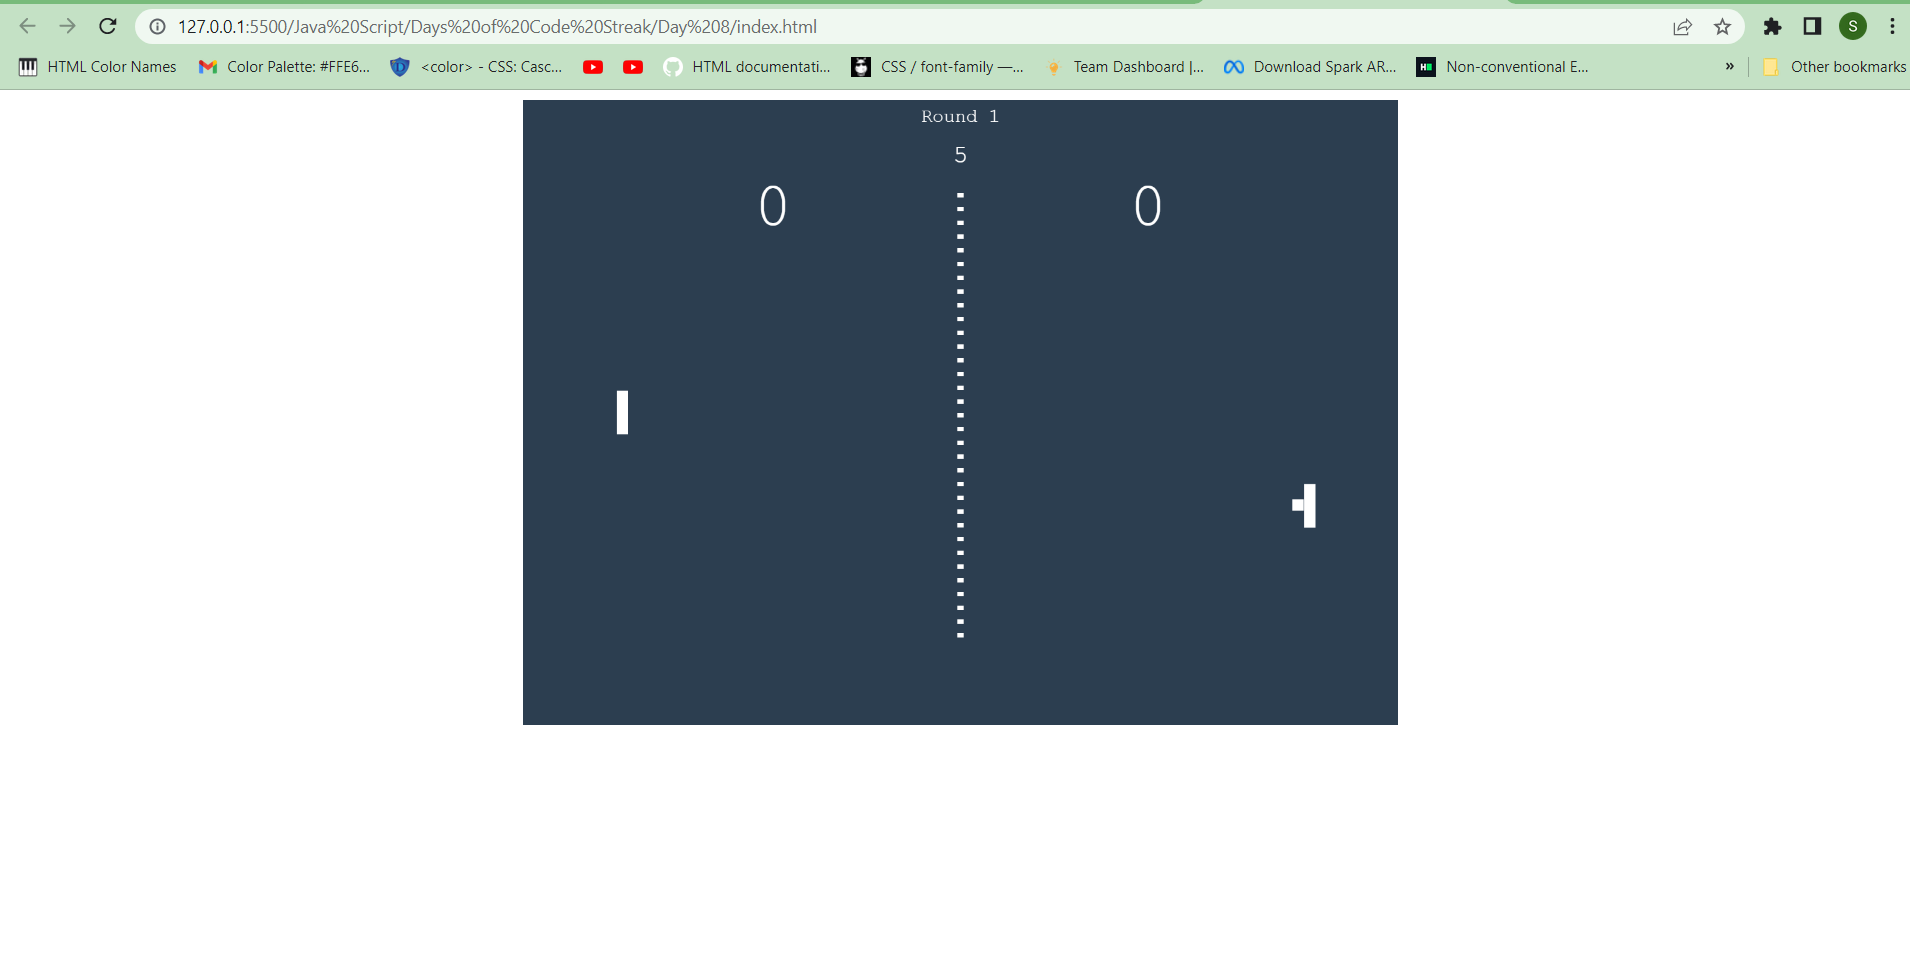 127.0.0.1:5500/Java%20Script/Days%20of%20Code%20Streak/Day%208/index.html
S
HTML Color Names
Color Palette: #FFE6...
<color> - CSS: Casc...
HTML documentati...
CSS / font-family —...
Team Dashboard |...
Download Spark AR...
Non-conventional E...
»
Other bookmarks
Round 1
5
0 0